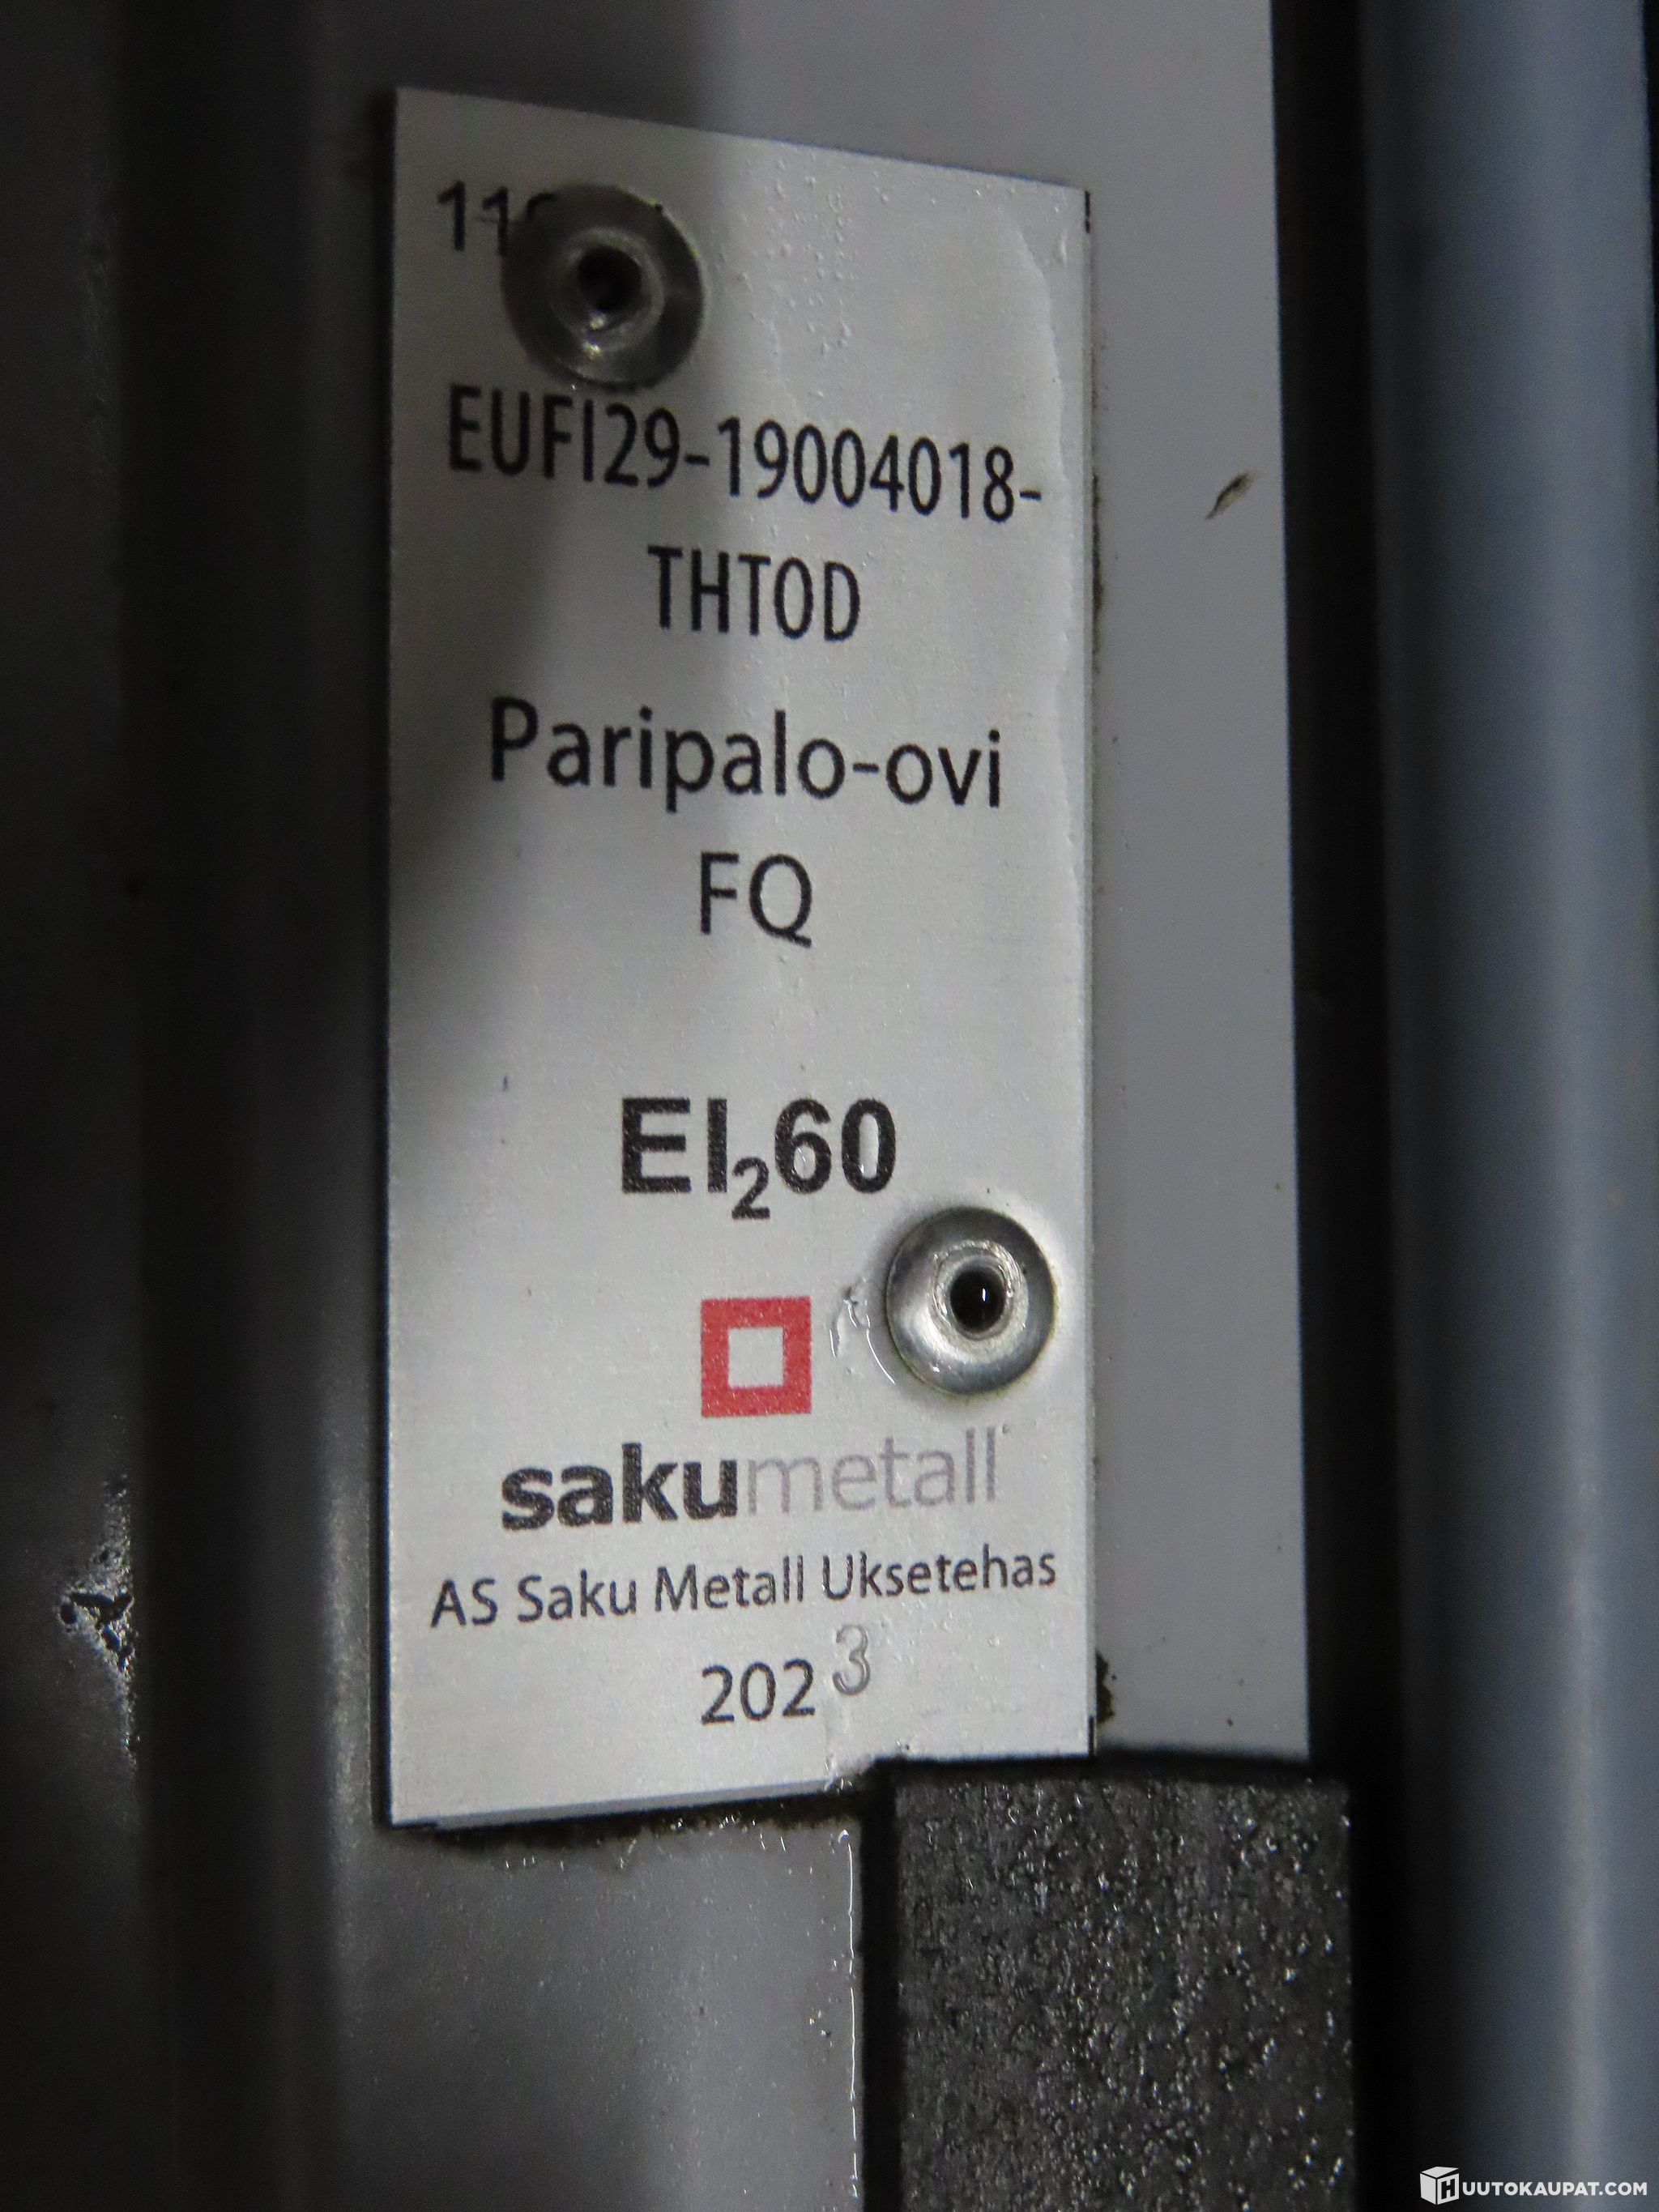 EUFI29-19004018-
THTOD
Paripalo-ovi
FQ
EI₂60
sakumetall
AS Saku Metall Uksetehas
2023
HUUTOKAUPAT.COM